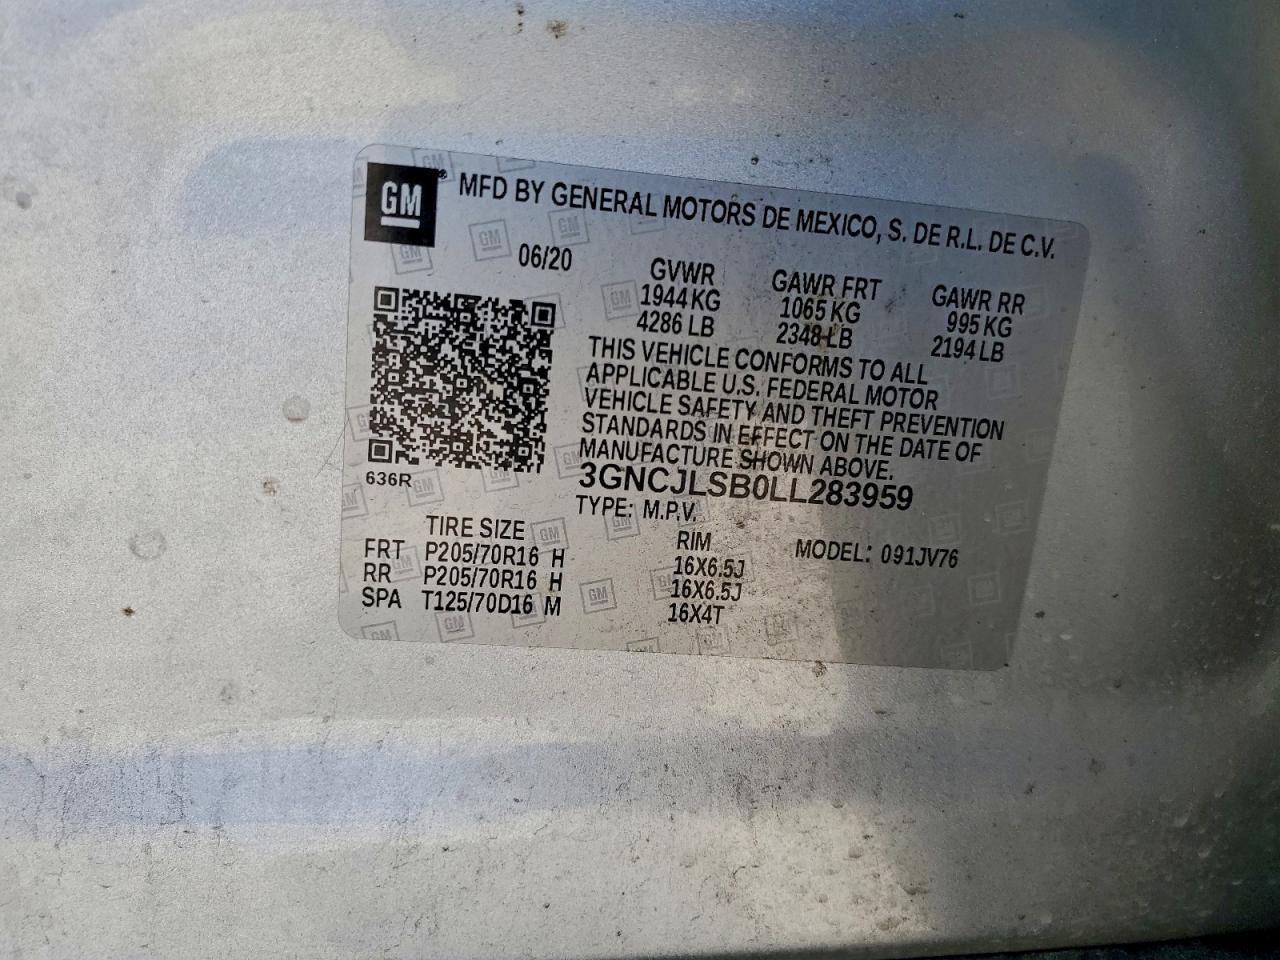 GM
MFD BY GENERAL MOTORS DE MEXICO, S. DE R.L. DE C.V.
06/20
GVWR GAWR FRT GAWR RR
1944 KG 1065 KG 995 KG
4286 LB 2348 LB 2194 LB
THIS VEHICLE CONFORMS TO ALL
APPLICABLE U.S. FEDERAL MOTOR
VEHICLE SAFETY AND THEFT PREVENTION
STANDARDS IN EFFECT ON THE DATE OF
MANUFACTURE SHOWN ABOVE.
636R
3GNCJLSB0LL283959
TYPE: M.P.V.
TIRE SIZE RIM MODEL: 091JV76
FRT P205/70R16 H 16X6.5J
RR P205/70R16 H 16X6.5J
SPA T125/70D16 M 16X4T